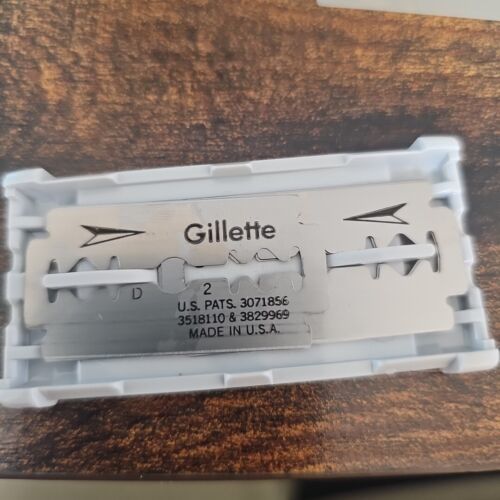 Gillette
D 2
U.S. PATS. 3071856
3518110 & 3829969
MADE IN U.S.A.